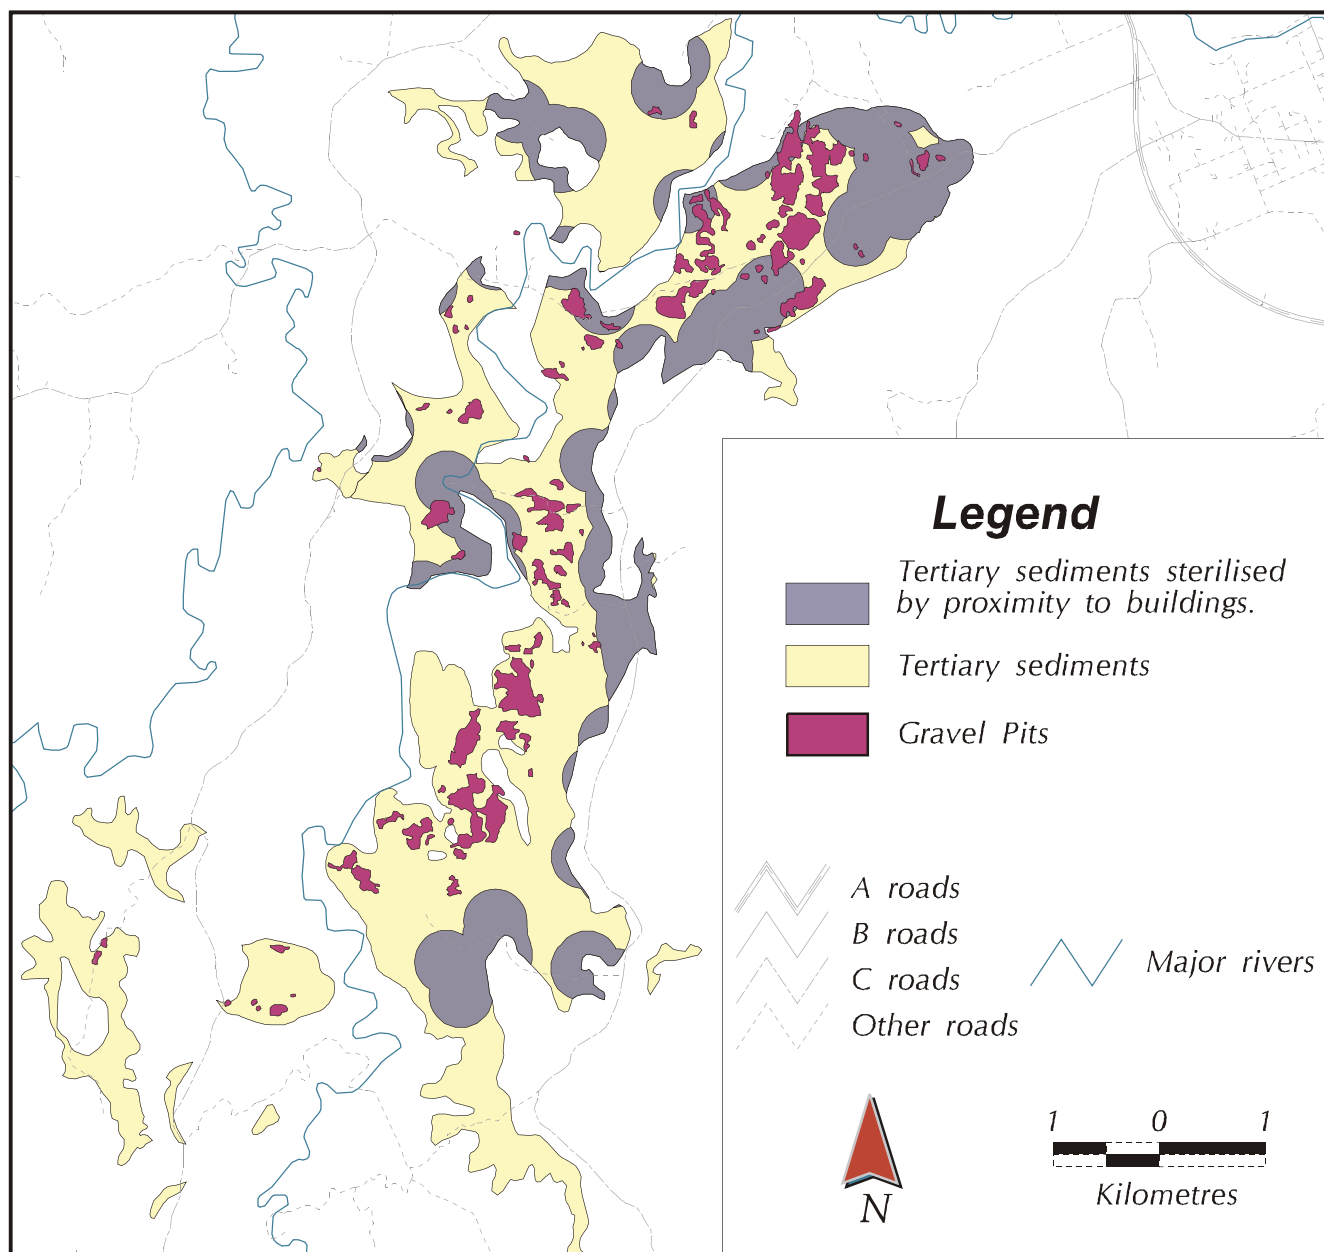 Legend
Tertiary sediments sterilised
by proximity to buildings.
Tertiary sediments
Gravel Pits
A roads
B roads
C roads
Other roads
Major rivers
N
1 0 1
Kilometres